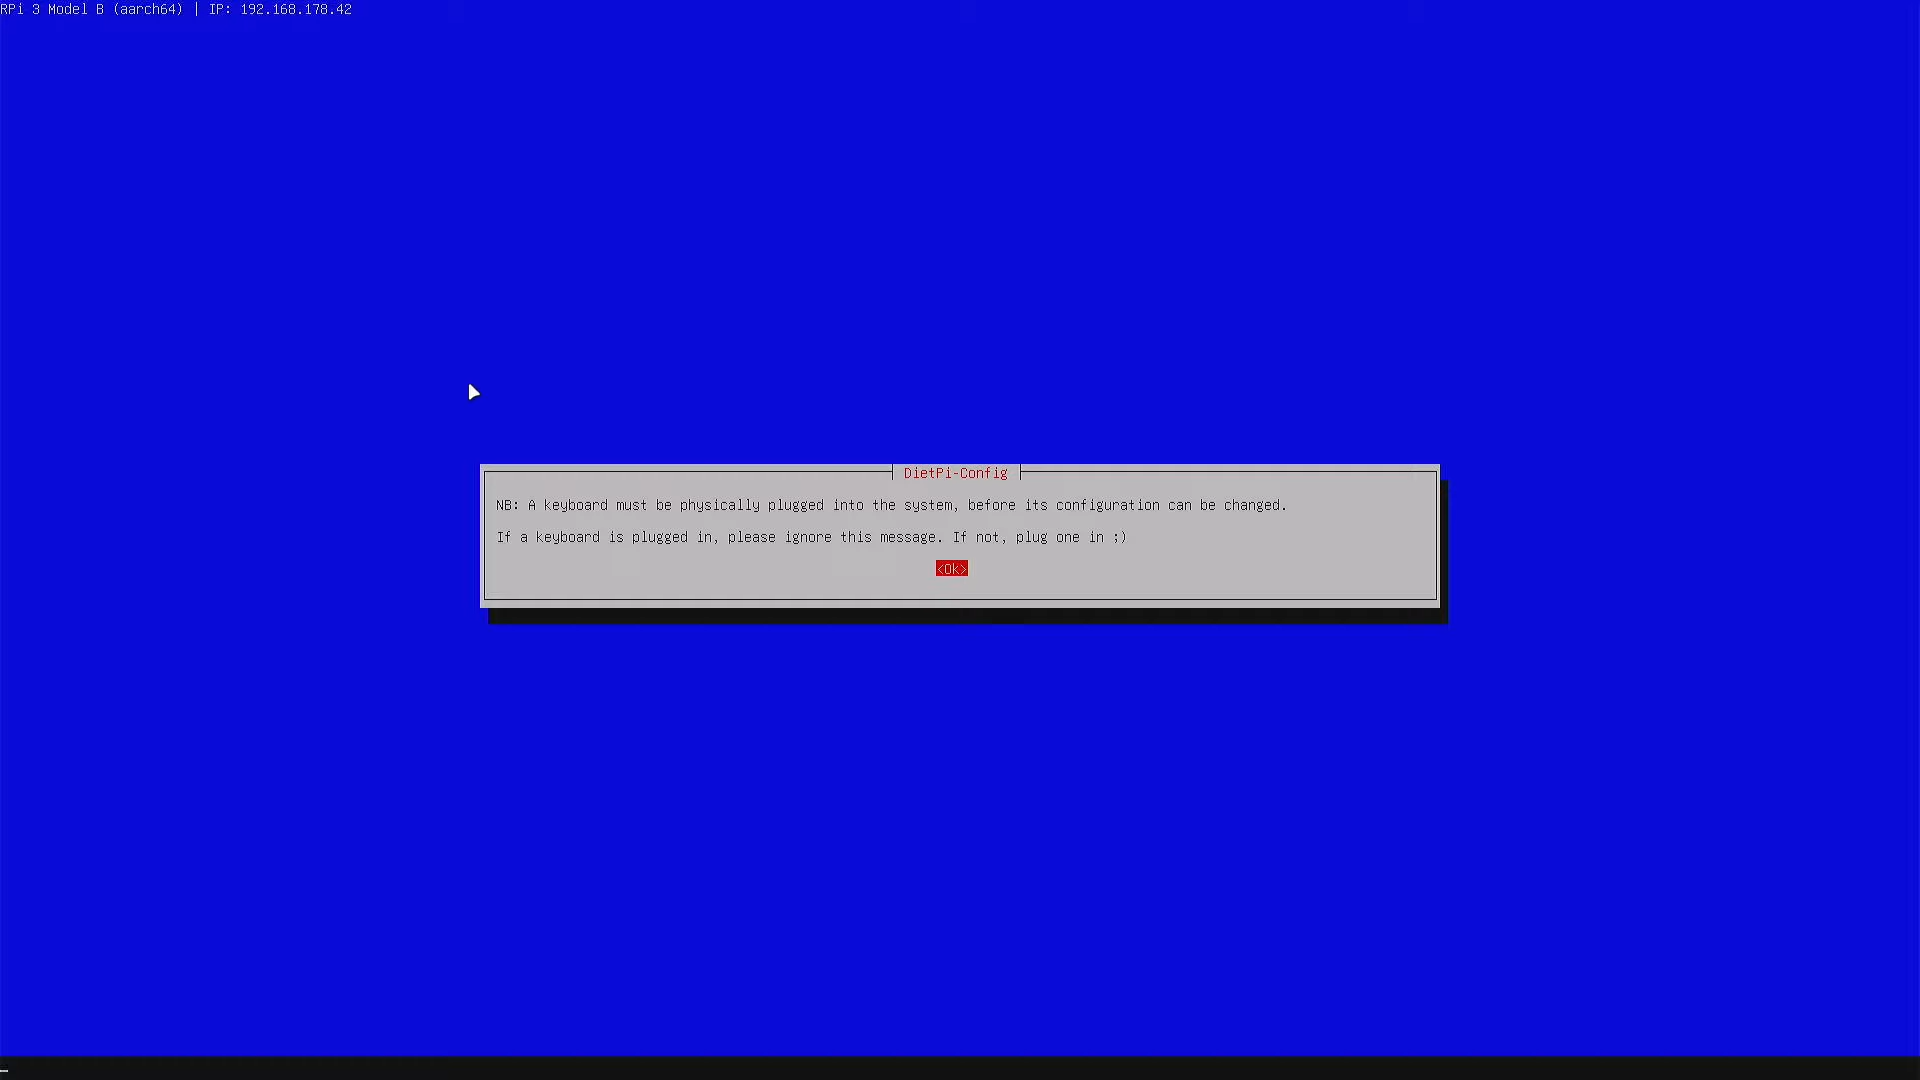 RPi 3 Model B (aarch64) | IP: 192.168.178.42
DietPi-Config
NB: A keyboard must be physically plugged into the system, before its configuration can be changed.
If a keyboard is plugged in, please ignore this message. If not, plug one in ;)
<Ok>